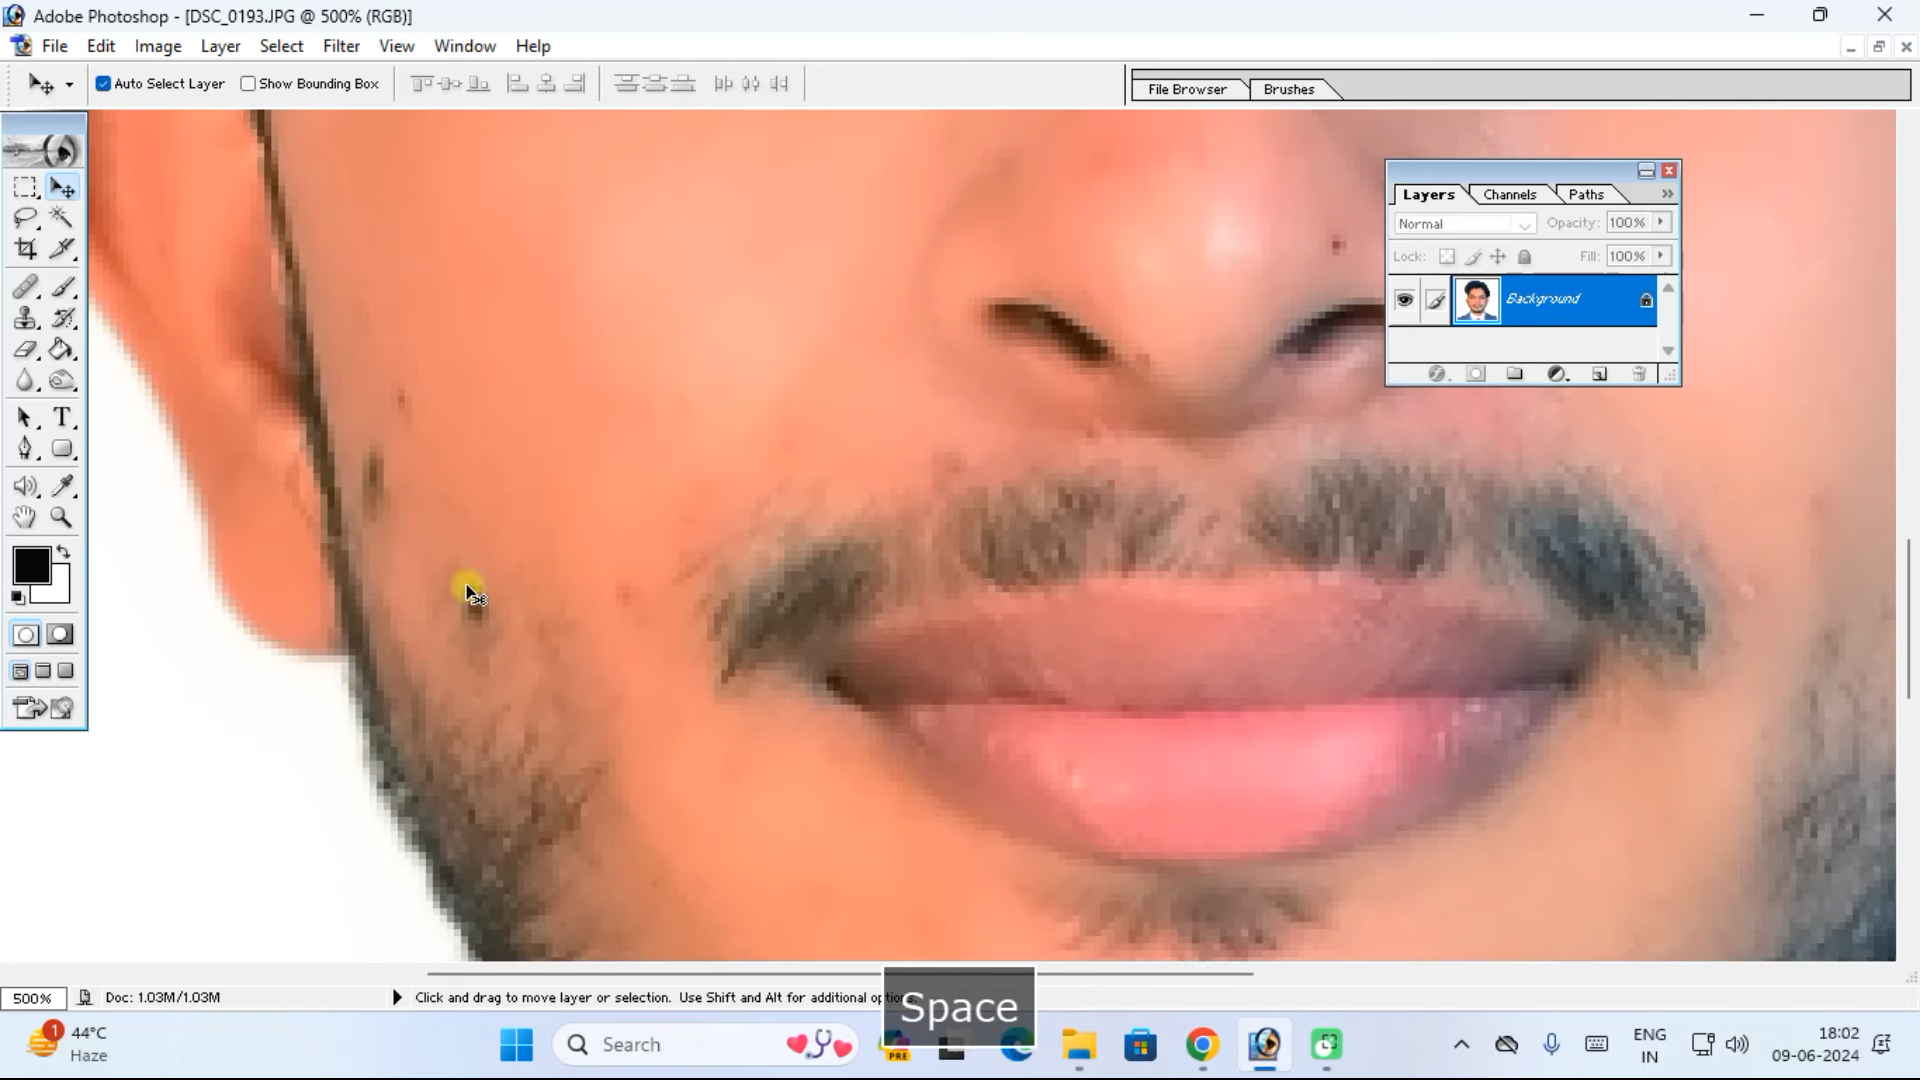 Adobe Photoshop - [DSC_0193.JPG @ 500% (RGB)]
File Edit Image Layer Select Filter View Window Help
Auto Select Layer Show Bounding Box
File Browser Brushes
Layers Channels Paths
Normal Opacity: 100%
Lock: Fill: 100%
Background
T
500% Doc: 1.03M/1.03M Click and drag to move layer or selection. Use Shift and Alt for additional
Space
1 44°C
Haze
Search
PRE
ENG
IN
18:02
09-06-2024